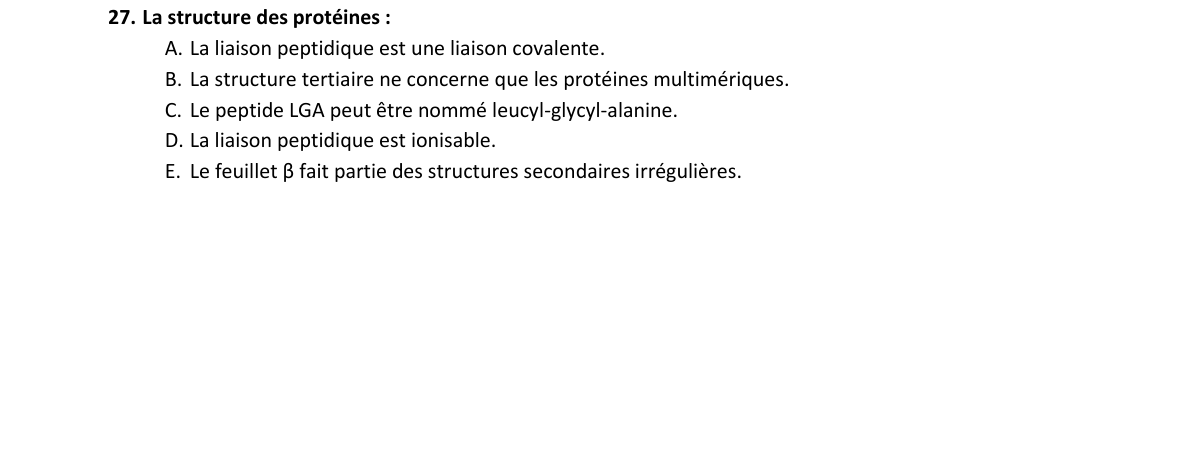 27. La structure des protéines :
A. La liaison peptidique est une liaison covalente.
B. La structure tertiaire ne concerne que les protéines multimériques.
C. Le peptide LGA peut être nommé leucyl-glycyl-alanine.
D. La liaison peptidique est ionisable.
E. Le feuillet β fait partie des structures secondaires irrégulières.